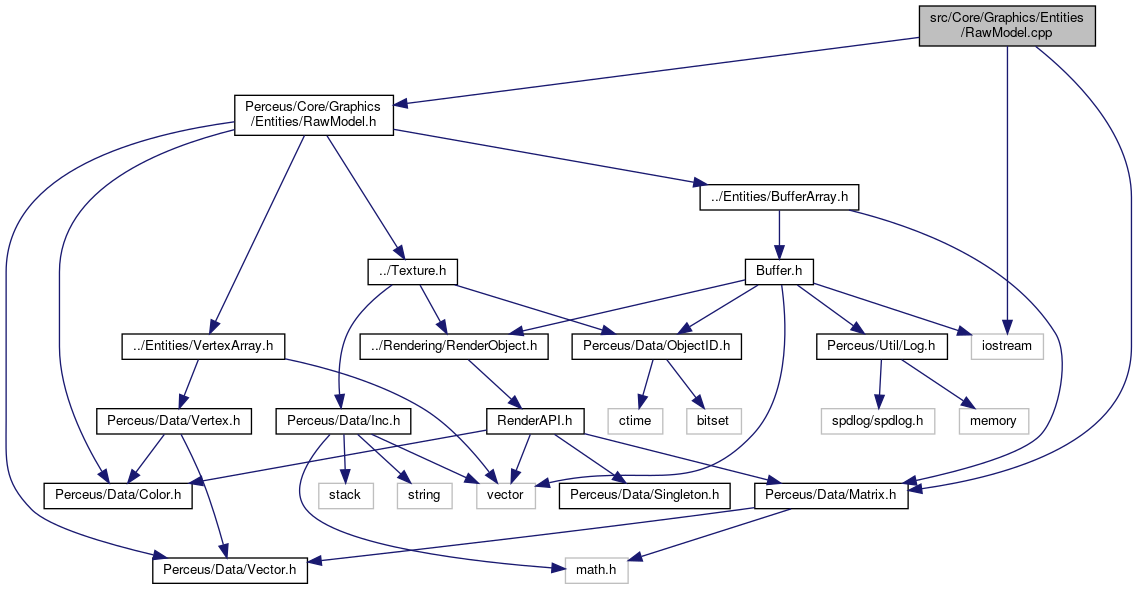 src/Core/Graphics/Entities
/RawModel.cpp
Perceus/Core/Graphics
/Entities/RawModel.h
../Entities/BufferArray.h
../Texture.h
Buffer.h
../Entities/VertexArray.h
../Rendering/RenderObject.h
Perceus/Data/ObjectID.h
Perceus/Util/Log.h
iostream
Perceus/Data/Vertex.h
Perceus/Data/Inc.h
RenderAPI.h
ctime
bitset
spdlog/spdlog.h
memory
Perceus/Data/Color.h
stack
string
vector
Perceus/Data/Singleton.h
Perceus/Data/Matrix.h
Perceus/Data/Vector.h
math.h